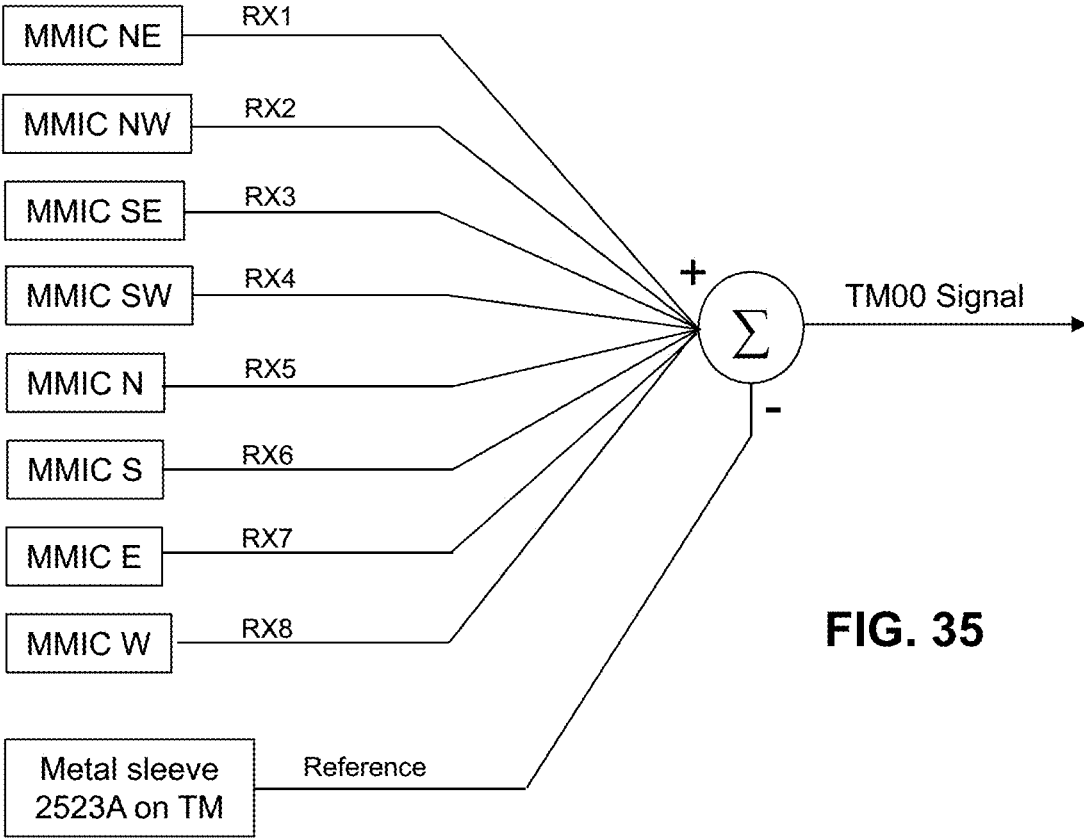 MMIC NE RX1
MMIC NW RX2
MMIC SE RX3
MMIC SW RX4
+
Σ
TM00 Signal
MMIC N RX5
-
MMIC S RX6
MMIC E RX7
MMIC W RX8
FIG. 35
Metal sleeve
2523A on TM
Reference